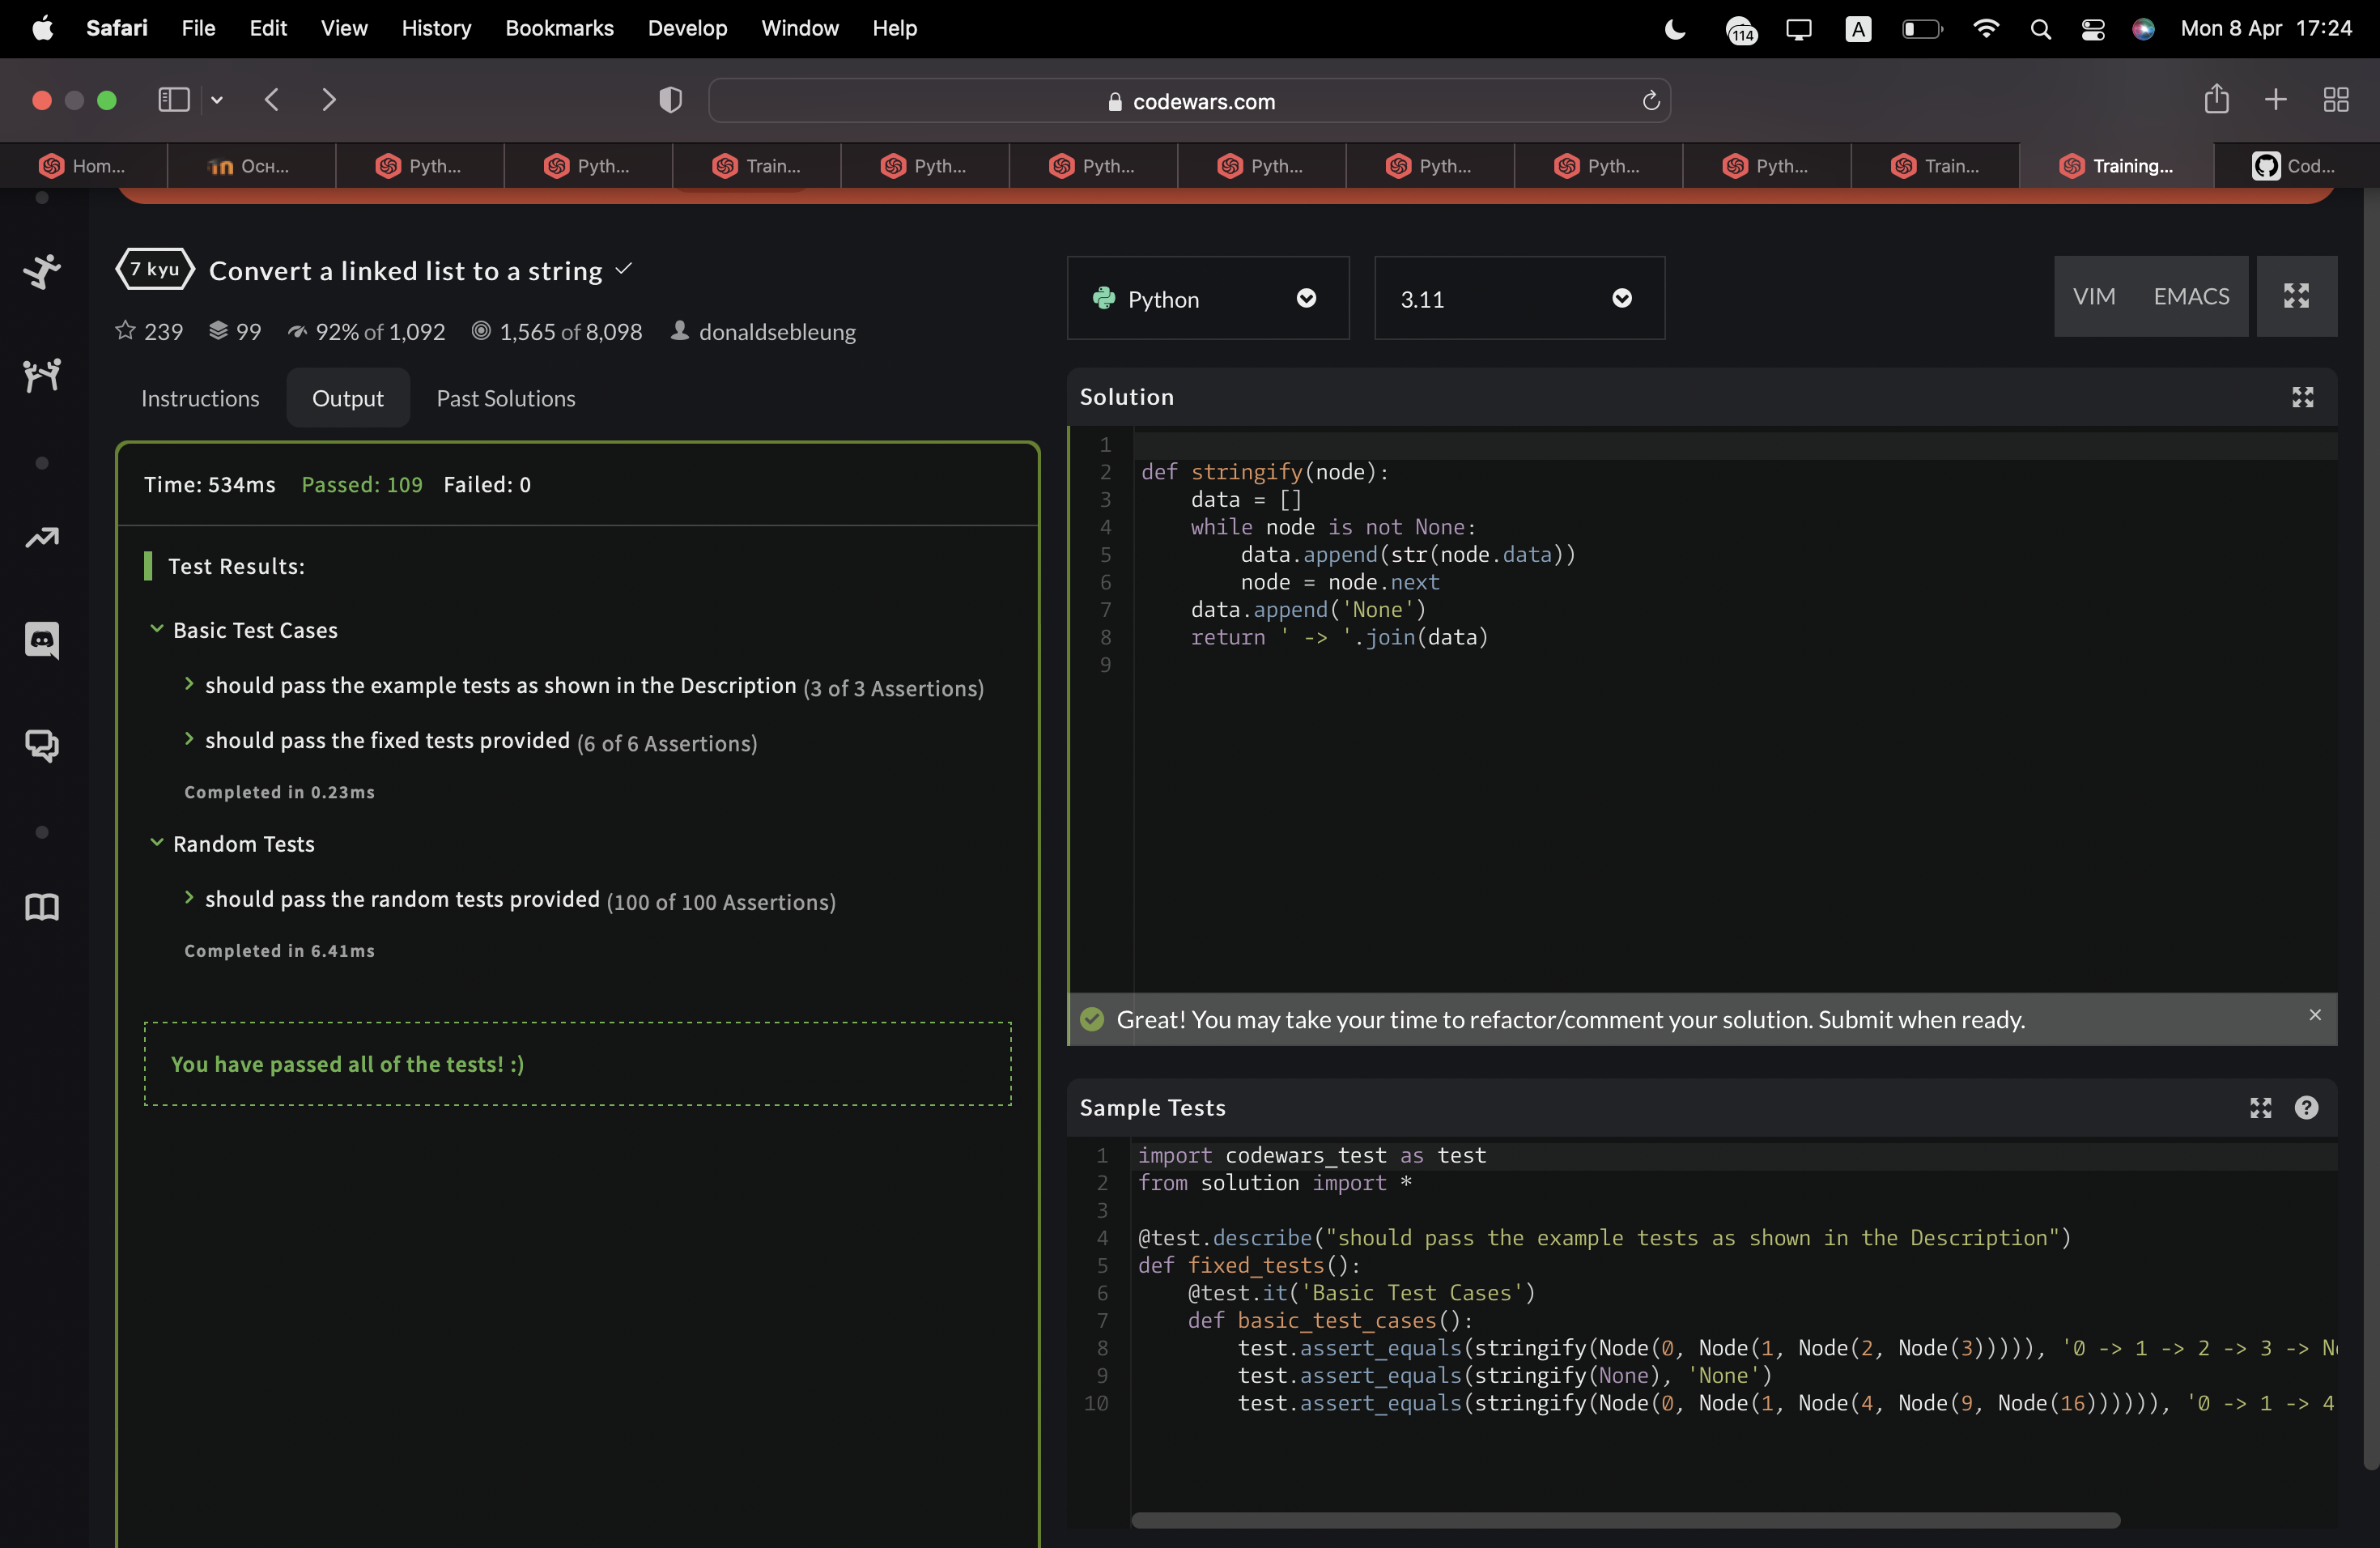 Safari File Edit View History Bookmarks Develop Window Help 114 A Mon 8 Apr 17:24
codewars.com
Hom... Осн... Pyth... Pyth... Train... Pyth... Pyth... Pyth... Pyth... Pyth... Pyth... Train... Training... Cod...
7 kyu Convert a linked list to a string
239 99 92% of 1,092 1,565 of 8,098 donaldsebleung
Instructions Output Past Solutions
Time: 534ms Passed: 109 Failed: 0
Test Results:
Basic Test Cases
should pass the example tests as shown in the Description (3 of 3 Assertions)
should pass the fixed tests provided (6 of 6 Assertions)
Completed in 0.23ms
Random Tests
should pass the random tests provided (100 of 100 Assertions)
Completed in 6.41ms
You have passed all of the tests! :)
Python 3.11 VIM EMACS
Solution
1
2 def stringify(node):
3     data = []
4     while node is not None:
5         data.append(str(node.data))
6         node = node.next
7     data.append('None')
8     return ' -> '.join(data)
9
Great! You may take your time to refactor/comment your solution. Submit when ready.
Sample Tests
1 import codewars_test as test
2 from solution import *
3
4 @test.describe("should pass the example tests as shown in the Description")
5 def fixed_tests():
6     @test.it('Basic Test Cases')
7     def basic_test_cases():
8         test.assert_equals(stringify(Node(0, Node(1, Node(2, Node(3))))), '0 -> 1 -> 2 -> 3 -> N
9         test.assert_equals(stringify(None), 'None')
10         test.assert_equals(stringify(Node(0, Node(1, Node(4, Node(9, Node(16)))))), '0 -> 1 -> 4